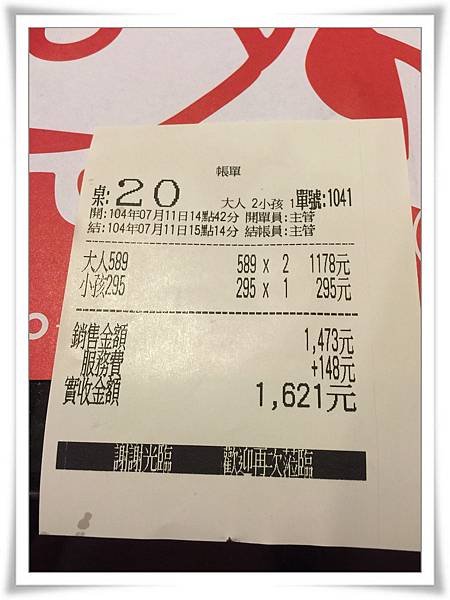 帳單
桌:20 大人 2小孩 1單號:1041
開:104年07月11日14點42分 開單員:主管
結:104年07月11日15點14分 結帳員:主管
大人589 589 x 2 1178元
小孩295 295 x 1 295元
銷售金額 1,473元
服務費 +148元
實收金額 1,621元
謝謝光臨 歡迎再次蒞臨